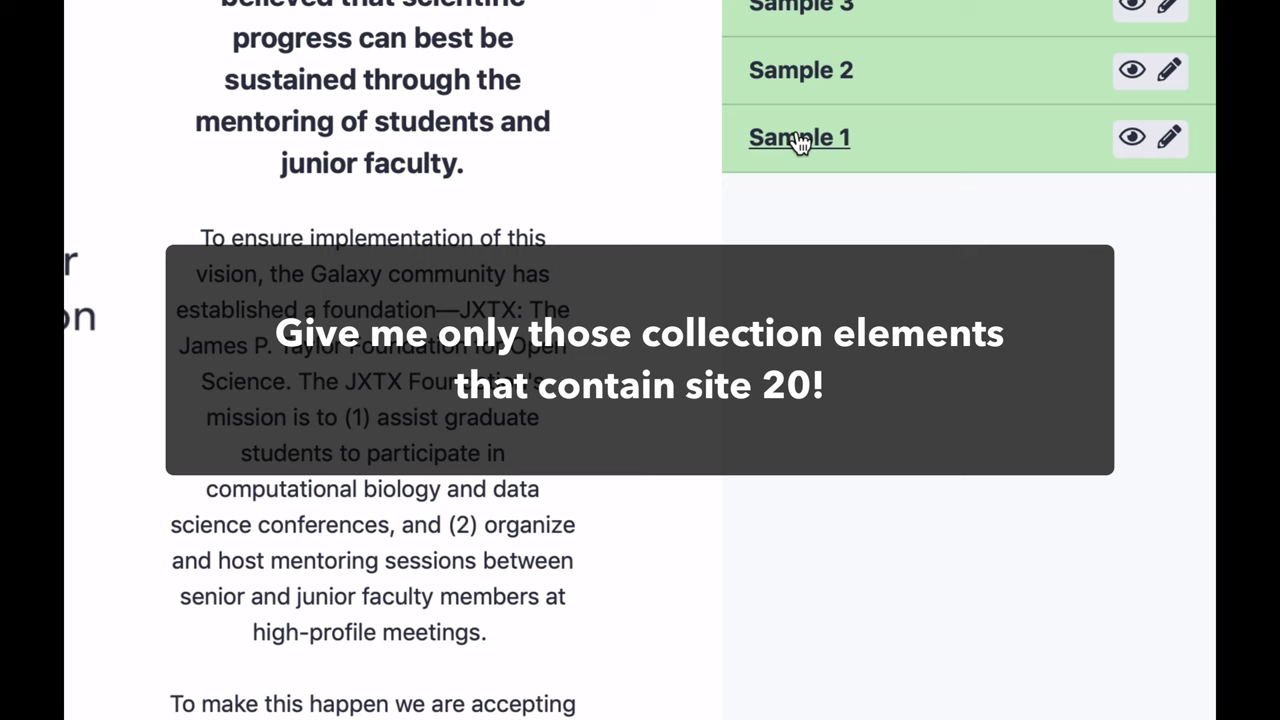 believed that scientific
progress can best be
sustained through the
mentoring of students and
junior faculty.
To ensure implementation of this
vision, the Galaxy community has
established a foundation—JXTX: The
James P. Taylor Foundation for Open
Science. The JXTX Foundation's
mission is to (1) assist graduate
students to participate in
computational biology and data
science conferences, and (2) organize
and host mentoring sessions between
senior and junior faculty members at
high-profile meetings.
To make this happen we are accepting
r
on
Sample 3
Sample 2
Sample 1
Give me only those collection elements
that contain site 20!